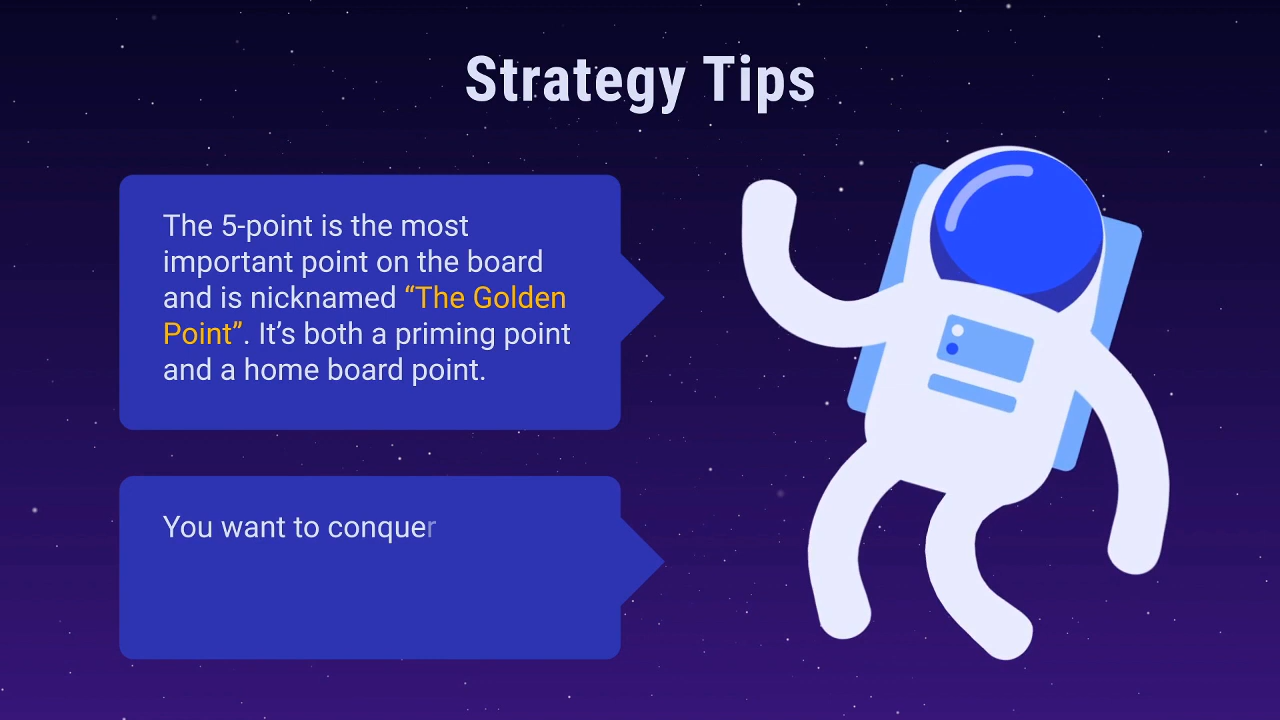 Strategy Tips
The 5-point is the most
important point on the board
and is nicknamed “The Golden
Point”. It’s both a priming point
and a home board point.
You want to conquer